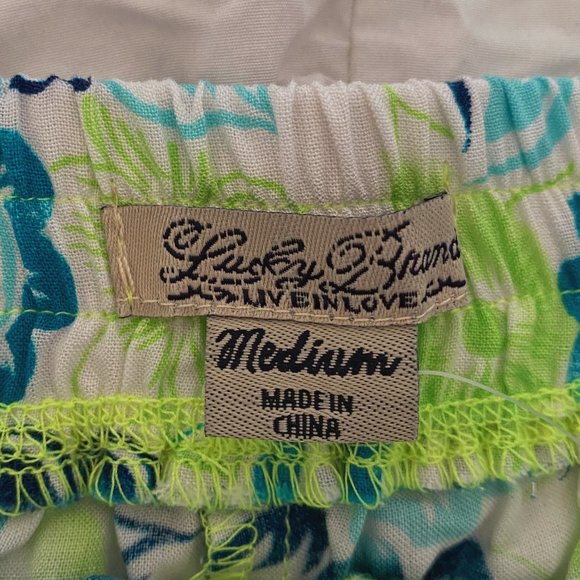 Lucky Brand
LIVE IN LOVE
Medium
MADE IN
CHINA